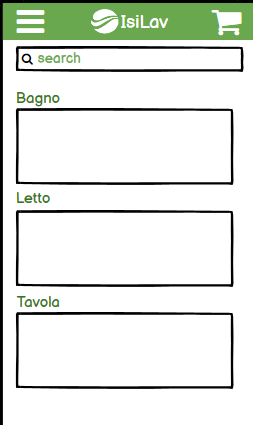 IsiLav
search
Bagno
Letto
Tavola